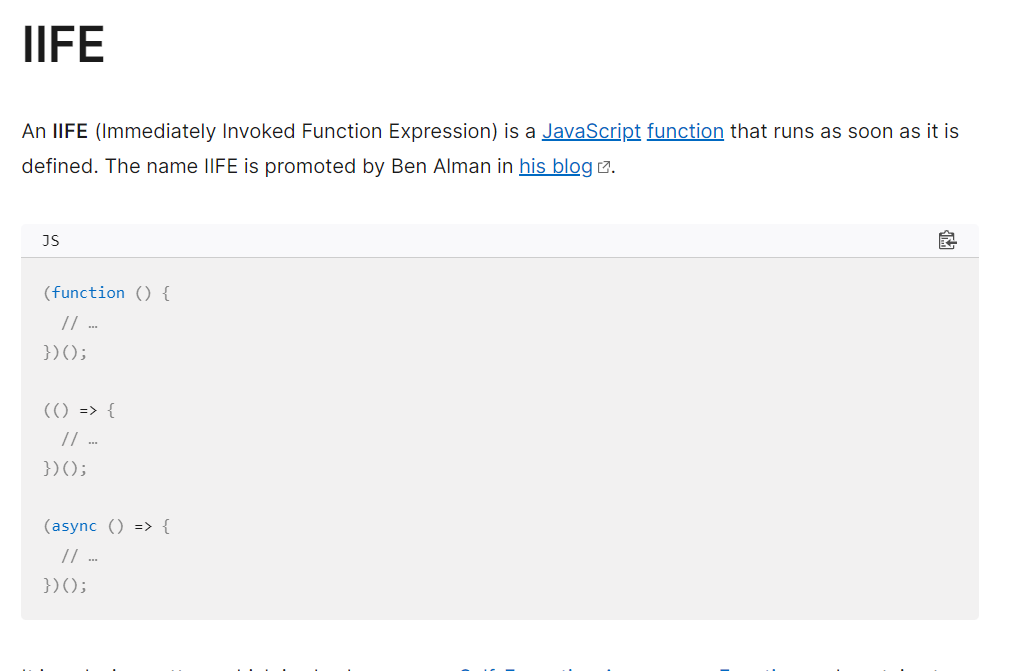 IIFE
An IIFE (Immediately Invoked Function Expression) is a JavaScript function that runs as soon as it is
defined. The name IIFE is promoted by Ben Alman in his blog.
JS
(function () {
// …
})();
(() => {
// …
})();
(async () => {
// …
})();